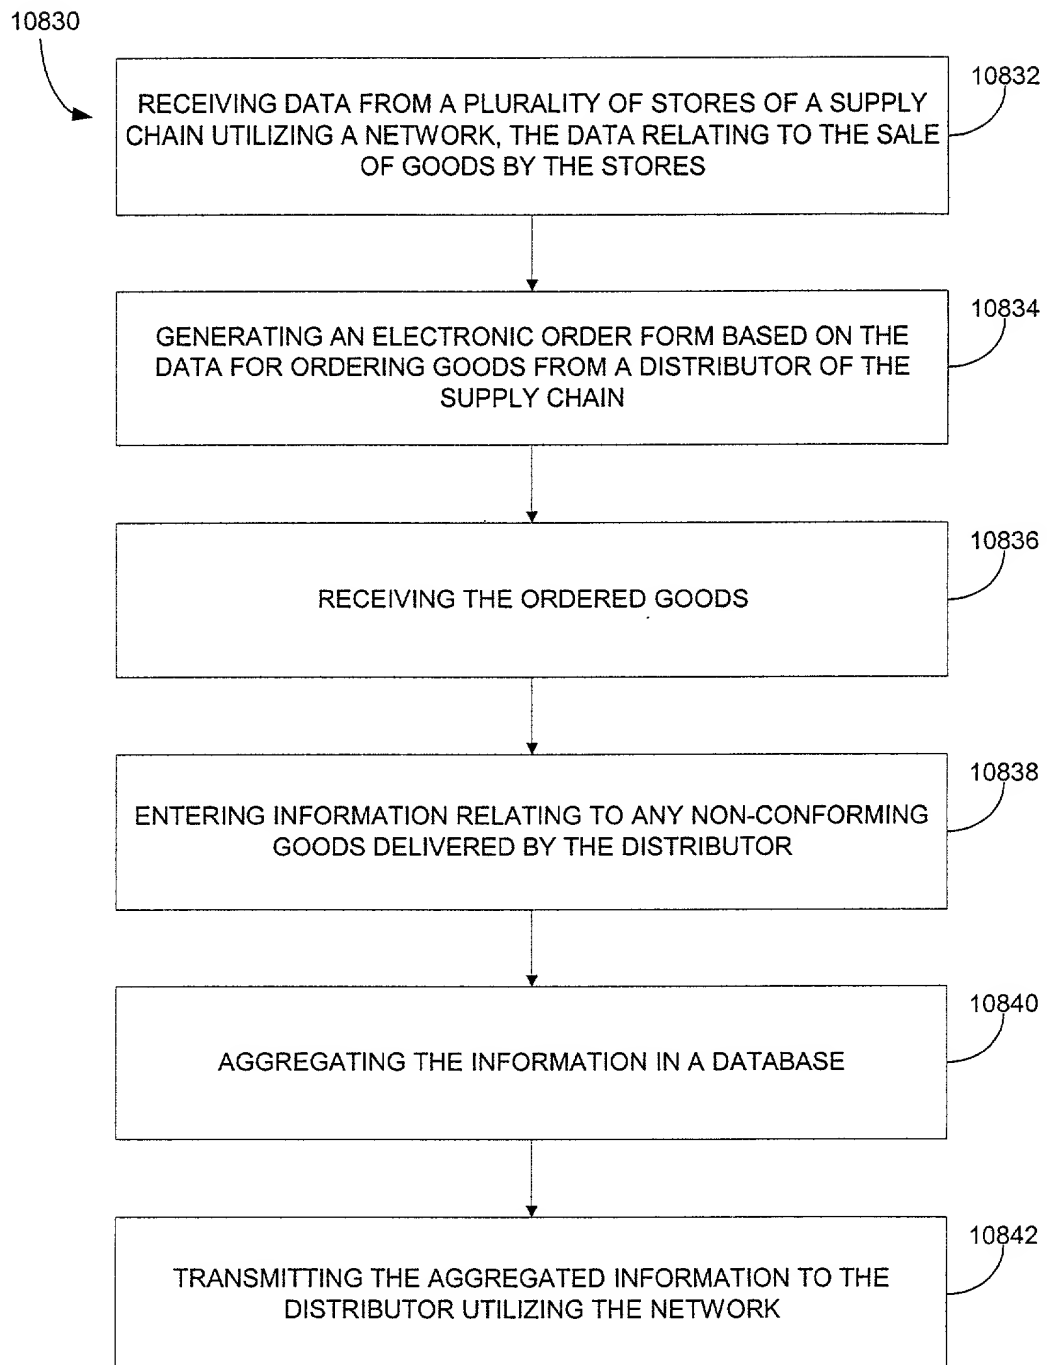 10830
10832
RECEIVING DATA FROM A PLURALITY OF STORES OF A SUPPLY
CHAIN UTILIZING A NETWORK, THE DATA RELATING TO THE SALE
OF GOODS BY THE STORES
10834
GENERATING AN ELECTRONIC ORDER FORM BASED ON THE
DATA FOR ORDERING GOODS FROM A DISTRIBUTOR OF THE
SUPPLY CHAIN
10836
RECEIVING THE ORDERED GOODS
10838
ENTERING INFORMATION RELATING TO ANY NON-CONFORMING
GOODS DELIVERED BY THE DISTRIBUTOR
10840
AGGREGATING THE INFORMATION IN A DATABASE
10842
TRANSMITTING THE AGGREGATED INFORMATION TO THE
DISTRIBUTOR UTILIZING THE NETWORK